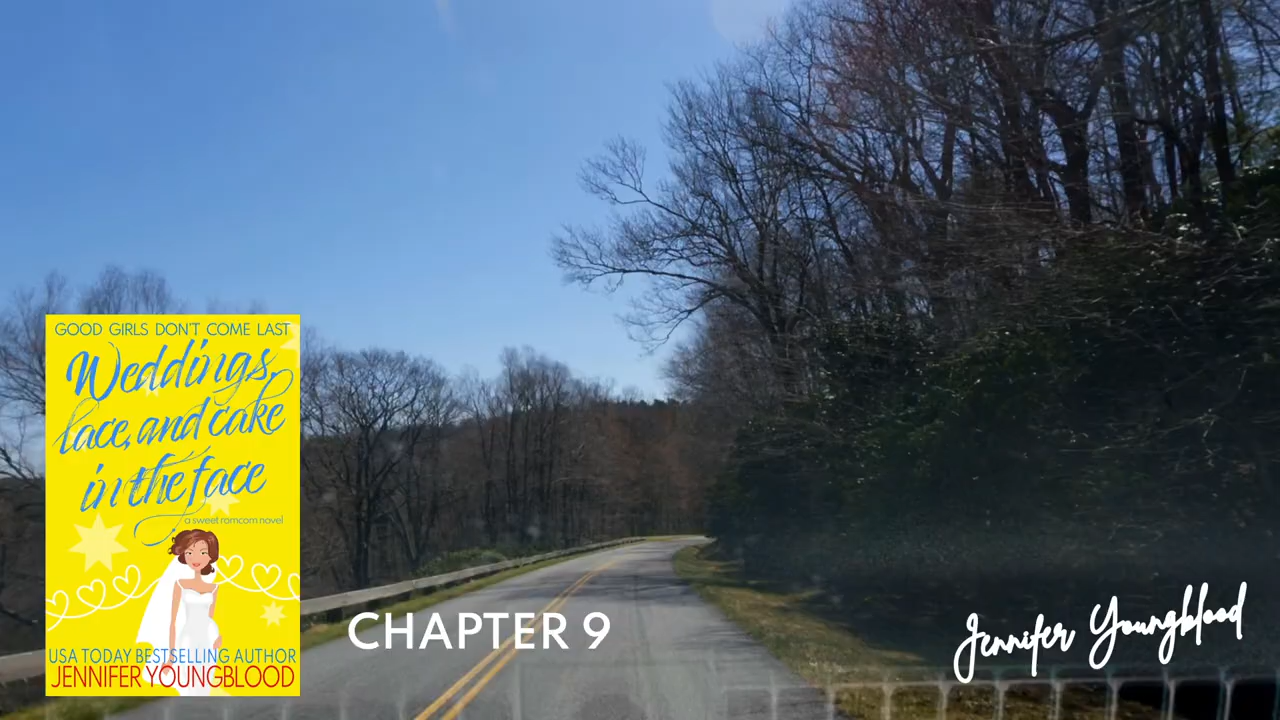 GOOD GIRLS DON'T COME LAST
Weddings,
lace, and cake
in the face
a sweet romcom novel
USA TODAY BESTSELLING AUTHOR
JENNIFER YOUNGBLOOD
CHAPTER 9
Jennifer Youngblood